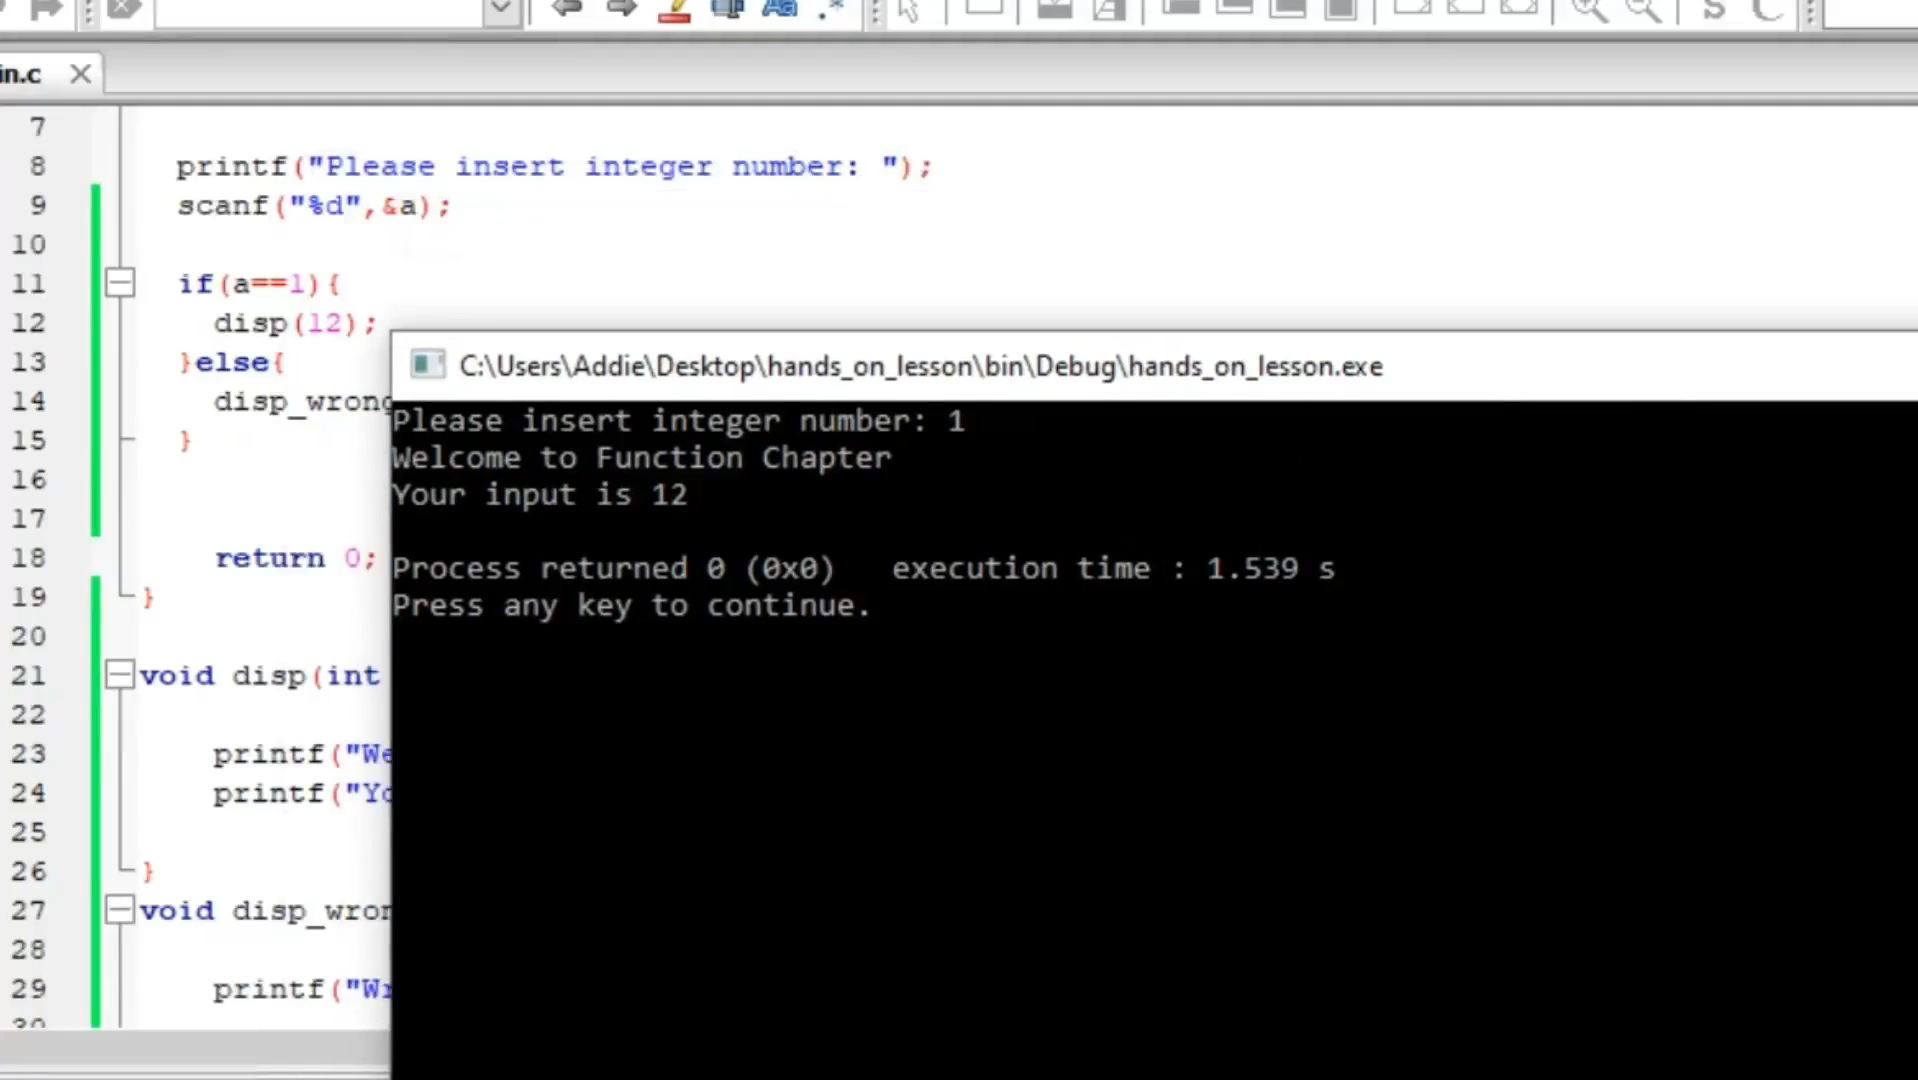 in.c
7
8 printf("Please insert integer number: ");
9 scanf("%d",&a);
10
11 if(a==1){
12 disp(12);
13 }else{
14 disp_wrong
15 }
16
17
18 return 0;
19 }
20
21 void disp(int
22
23 printf("We
24 printf("Yo
25
26 }
27 void disp_wron
28
29 printf("Wr
30
C:\Users\Addie\Desktop\hands_on_lesson\bin\Debug\hands_on_lesson.exe
Please insert integer number: 1
Welcome to Function Chapter
Your input is 12
Process returned 0 (0x0) execution time : 1.539 s
Press any key to continue.